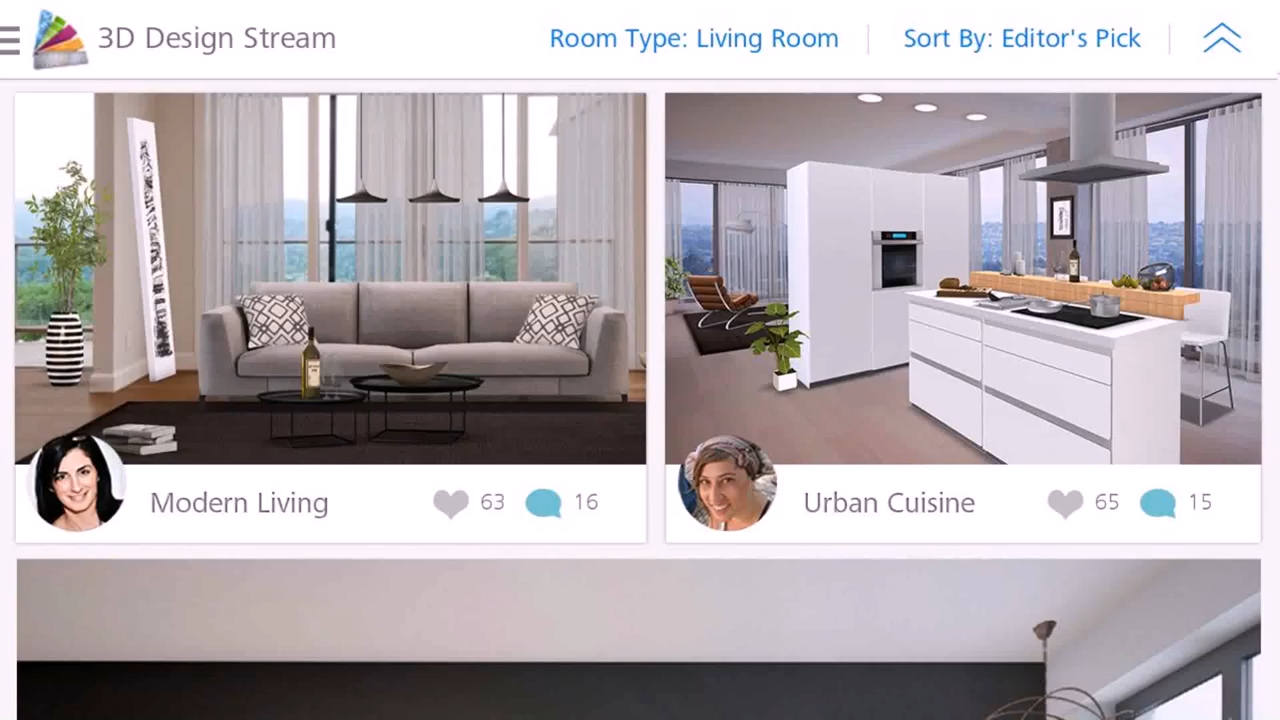 3D Design Stream
Room Type: Living Room
Sort By: Editor's Pick
Modern Living
63
16
Urban Cuisine
65
15